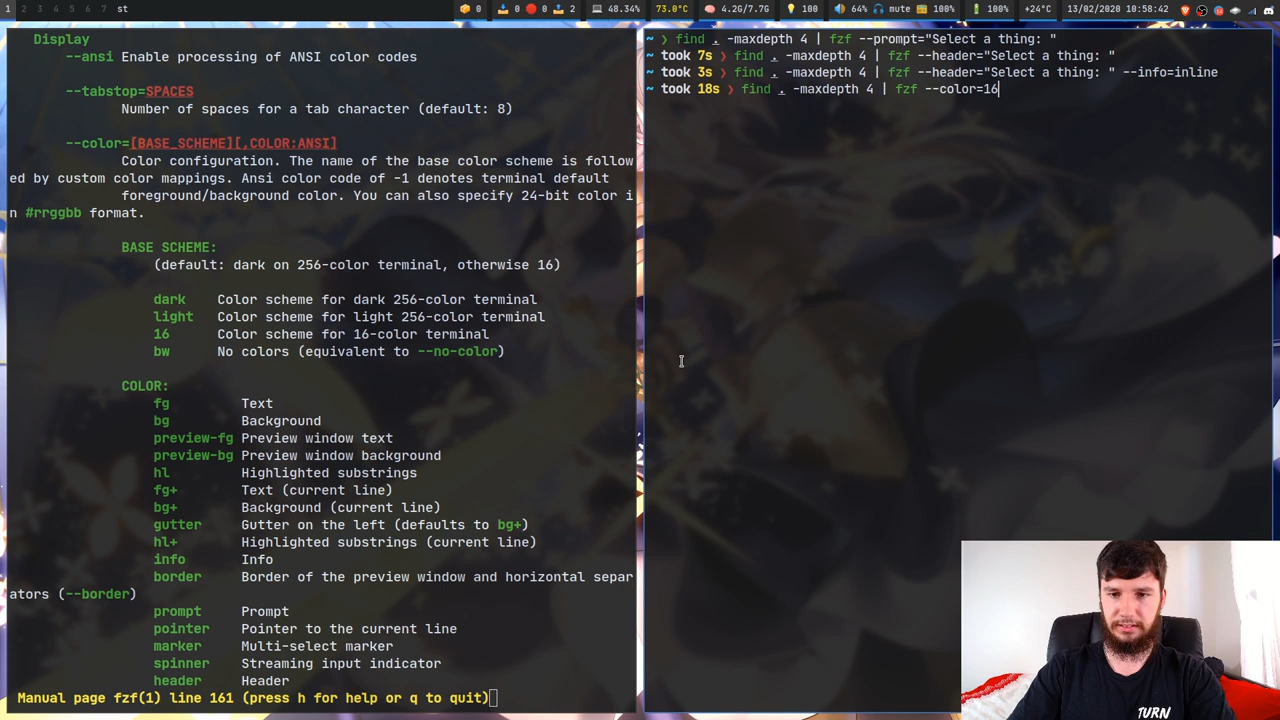 1 2 3 4 5 6 7 st
0 0 0 2 48.34% 73.0°C 4.2G/7.7G 100 64% mute 100% 100% +24°C 13/02/2020 10:58:42
Display
--ansi Enable processing of ANSI color codes
--tabstop=SPACES
Number of spaces for a tab character (default: 8)
--color=[BASE_SCHEME][,COLOR:ANSI]
Color configuration. The name of the base color scheme is follow
ed by custom color mappings. Ansi color code of -1 denotes terminal default
foreground/background color. You can also specify 24-bit color i
n #rrggbb format.
BASE SCHEME:
(default: dark on 256-color terminal, otherwise 16)
dark Color scheme for dark 256-color terminal
light Color scheme for light 256-color terminal
16 Color scheme for 16-color terminal
bw No colors (equivalent to --no-color)
COLOR:
fg Text
bg Background
preview-fg Preview window text
preview-bg Preview window background
hl Highlighted substrings
fg+ Text (current line)
bg+ Background (current line)
gutter Gutter on the left (defaults to bg+)
hl+ Highlighted substrings (current line)
info Info
border Border of the preview window and horizontal separ
ators (--border)
prompt Prompt
pointer Pointer to the current line
marker Multi-select marker
spinner Streaming input indicator
header Header
Manual page fzf(1) line 161 (press h for help or q to quit)
~ ❯ find . -maxdepth 4 | fzf --prompt="Select a thing: "
~ took 7s ❯ find . -maxdepth 4 | fzf --header="Select a thing: "
~ took 3s ❯ find . -maxdepth 4 | fzf --header="Select a thing: " --info=inline
~ took 18s ❯ find . -maxdepth 4 | fzf --color=16
TURN